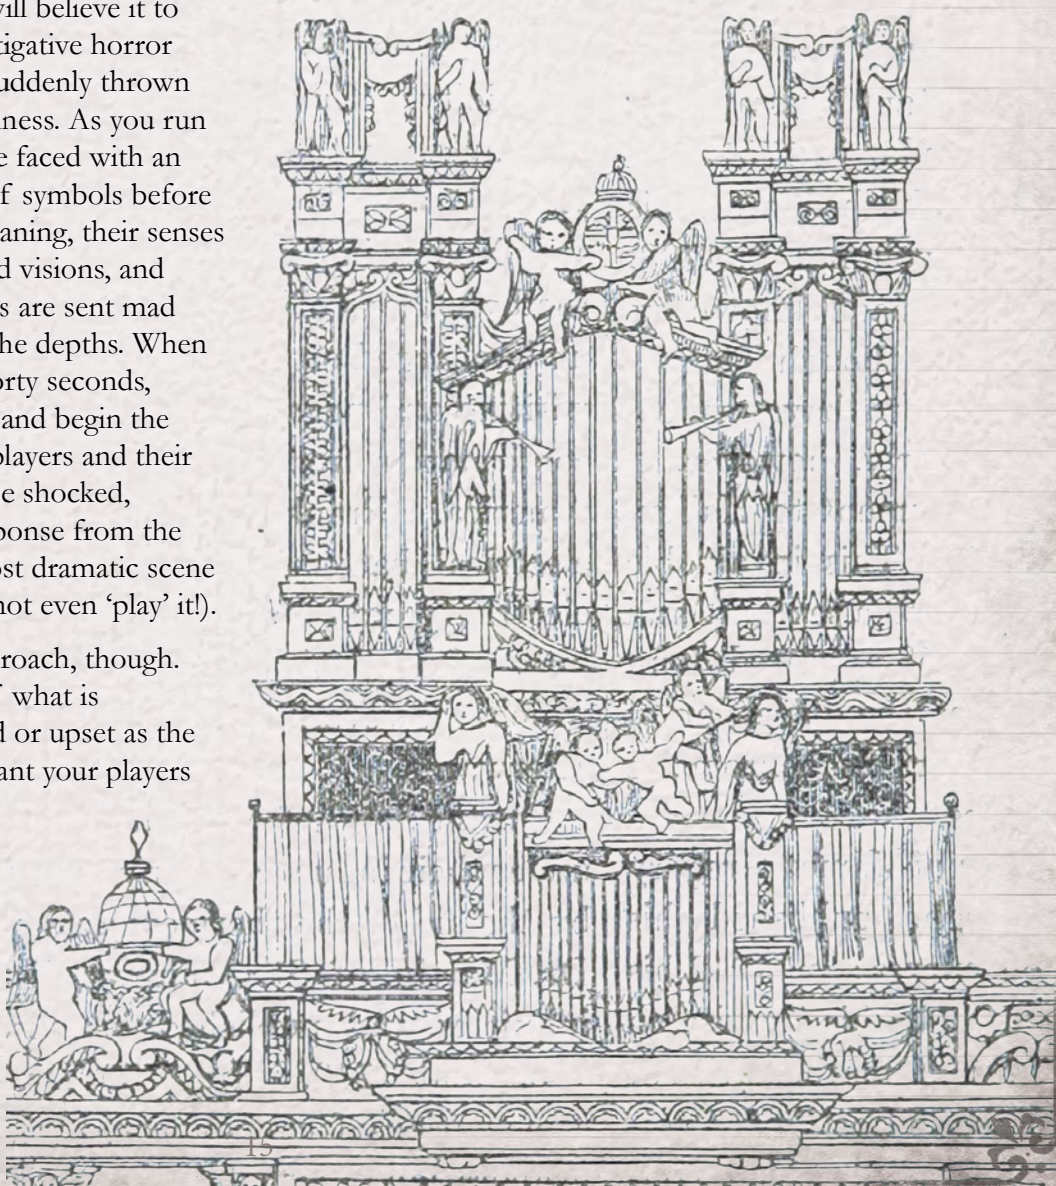 will believe it to
tigative horror
uddenly thrown
lness. As you run
e faced with an
f symbols before
aning, their senses
d visions, and
s are sent mad
he depths. When
orty seconds,
and begin the
players and their
e shocked,
ponse from the
ost dramatic scene
not even ‘play’ it!).
roach, though.
f what is
d or upset as the
ant your players
15